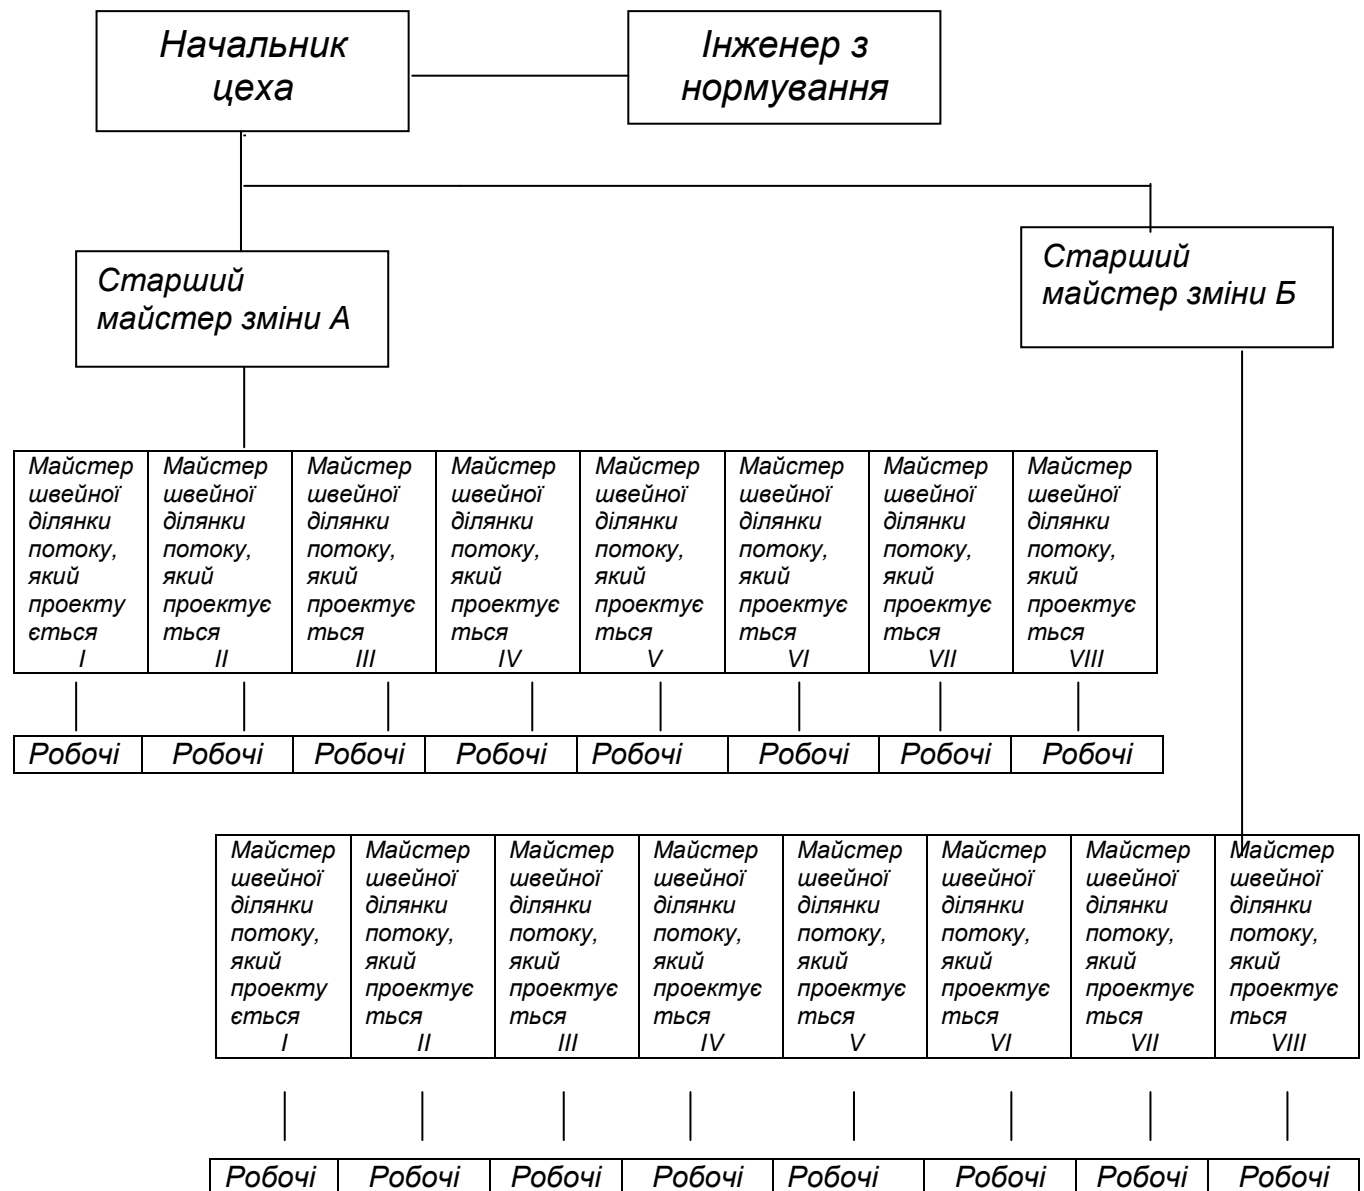 Начальник
цеха
Інженер з
нормування
Старший
майстер зміни А
Старший
майстер зміни Б
Майстер
швейної
ділянки
потоку,
який
проекту
ється
I
Майстер
швейної
ділянки
потоку,
який
проектує
ться
II
Майстер
швейної
ділянки
потоку,
який
проектує
ться
III
Майстер
швейної
ділянки
потоку,
який
проектує
ться
IV
Майстер
швейної
ділянки
потоку,
який
проектує
ться
V
Майстер
швейної
ділянки
потоку,
який
проектує
ться
VI
Майстер
швейної
ділянки
потоку,
який
проектує
ться
VII
Майстер
швейної
ділянки
потоку,
який
проектує
ться
VIII
Робочі
Робочі
Робочі
Робочі
Робочі
Робочі
Робочі
Робочі
Майстер
швейної
ділянки
потоку,
який
проекту
ється
I
Майстер
швейної
ділянки
потоку,
який
проектує
ться
II
Майстер
швейної
ділянки
потоку,
який
проектує
ться
III
Майстер
швейної
ділянки
потоку,
який
проектує
ться
IV
Майстер
швейної
ділянки
потоку,
який
проектує
ться
V
Майстер
швейної
ділянки
потоку,
який
проектує
ться
VI
Майстер
швейної
ділянки
потоку,
який
проектує
ться
VII
Майстер
швейної
ділянки
потоку,
який
проектує
ться
VIII
Робочі
Робочі
Робочі
Робочі
Робочі
Робочі
Робочі
Робочі